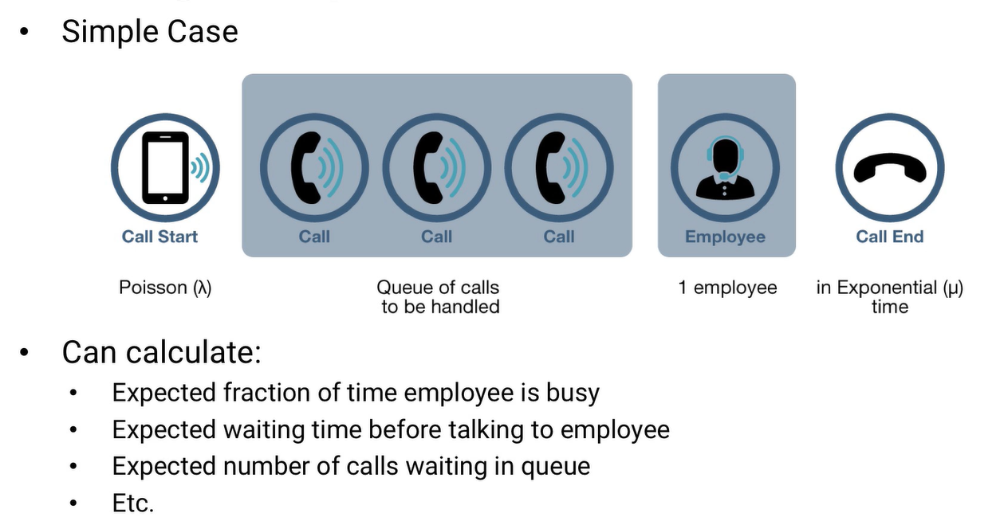 • Simple Case
Call Start
Call
Call
Call
Employee
Call End
Poisson (λ)
Queue of calls
to be handled
1 employee
in Exponential (μ)
time
• Can calculate:
• Expected fraction of time employee is busy
• Expected waiting time before talking to employee
• Expected number of calls waiting in queue
• Etc.